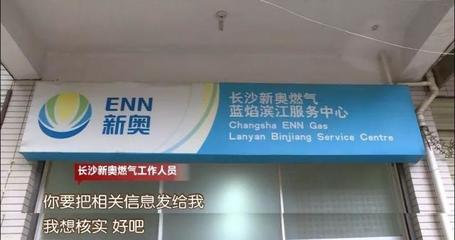 ENN
新奥
长沙新奥燃气
蓝焰滨江服务中心
Changsha ENN Gas
Lanyan Binjiang Service Centre
长沙新奥燃气工作人员
你要把相关信息发给我
我想核实 好吧